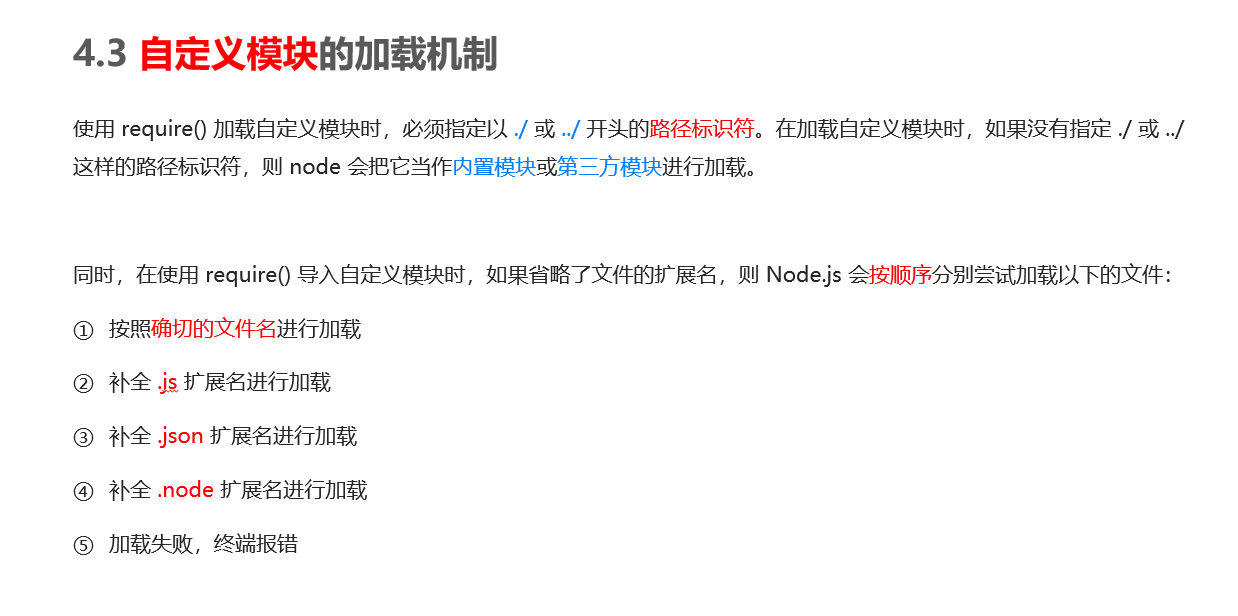 4.3 自定义模块的加载机制
使用 require() 加载自定义模块时，必须指定以 ./ 或 ../ 开头的路径标识符。在加载自定义模块时，如果没有指定 ./ 或 ../
这样的路径标识符，则 node 会把它当作内置模块或第三方模块进行加载。
同时，在使用 require() 导入自定义模块时，如果省略了文件的扩展名，则 Node.js 会按顺序分别尝试加载以下的文件：
① 按照确切的文件名进行加载
② 补全 .js 扩展名进行加载
③ 补全 .json 扩展名进行加载
④ 补全 .node 扩展名进行加载
⑤ 加载失败，终端报错